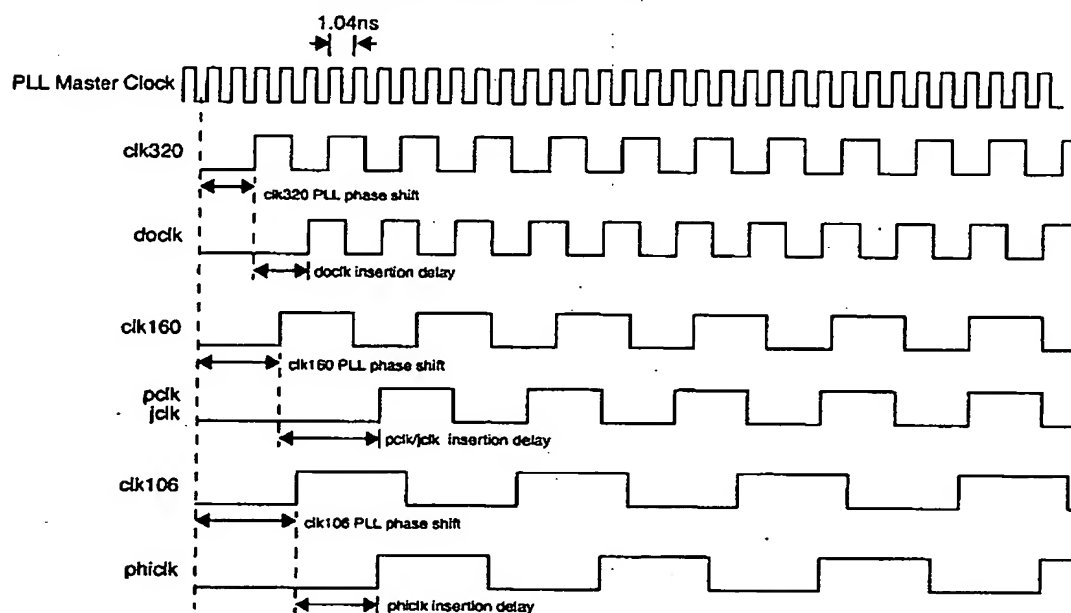 1.04ns
PLL Master Clock
clk320
clk320 PLL phase shift
doclk
doclk insertion delay
clk160
clk160 PLL phase shift
pclk
jclk
pclk/jclk insertion delay
clk106
clk106 PLL phase shift
phiclk
phiclk insertion delay